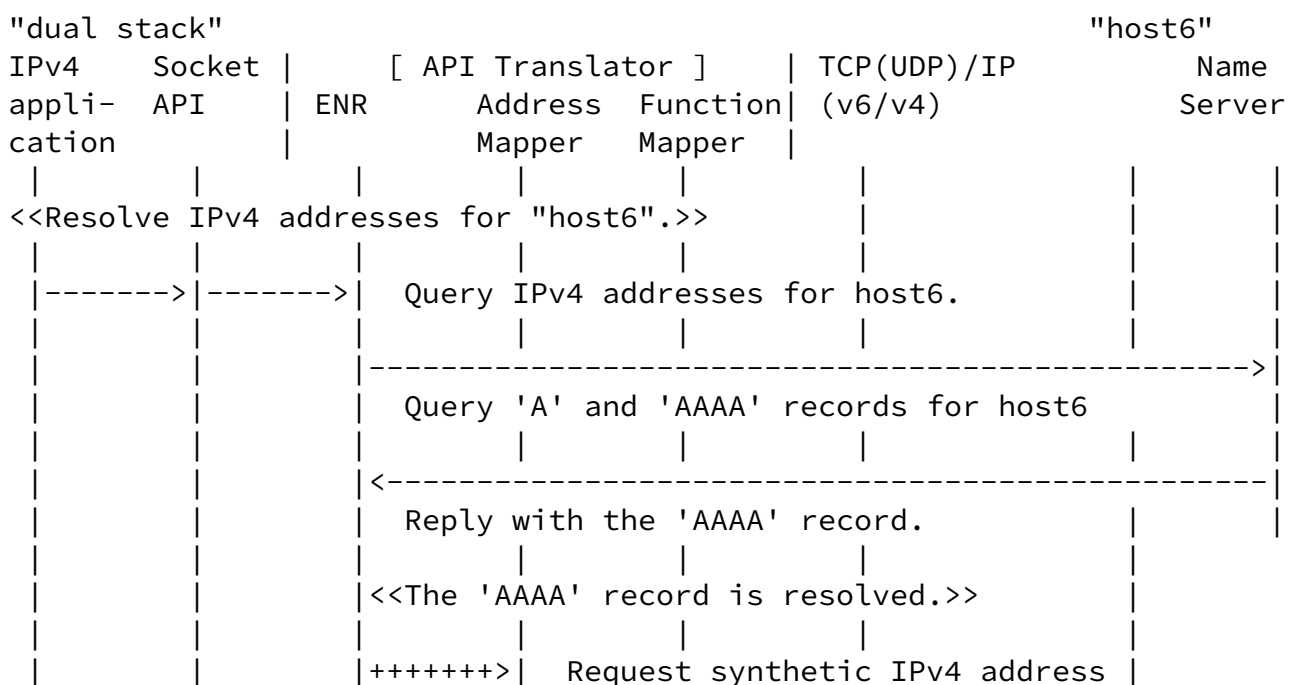 "dual stack" "host6"
IPv4 Socket | [ API Translator ] | TCP(UDP)/IP Name
appli- API | ENR Address Function| (v6/v4) Server
cation | Mapper Mapper |
| | | | | | | |
<<Resolve IPv4 addresses for "host6".>> | | |
| | | | | | | |
|------->|------->| Query IPv4 addresses for host6. | |
| | | | | | | |
| | |------------------------------------------------->|
| | | Query 'A' and 'AAAA' records for host6 |
| | | | | | | |
| | |<-------------------------------------------------|
| | | Reply with the 'AAAA' record. | |
| | | | | | |
| | |<<The 'AAAA' record is resolved.>> |
| | | | | | |
| | |+++++++>| Request synthetic IPv4 address |